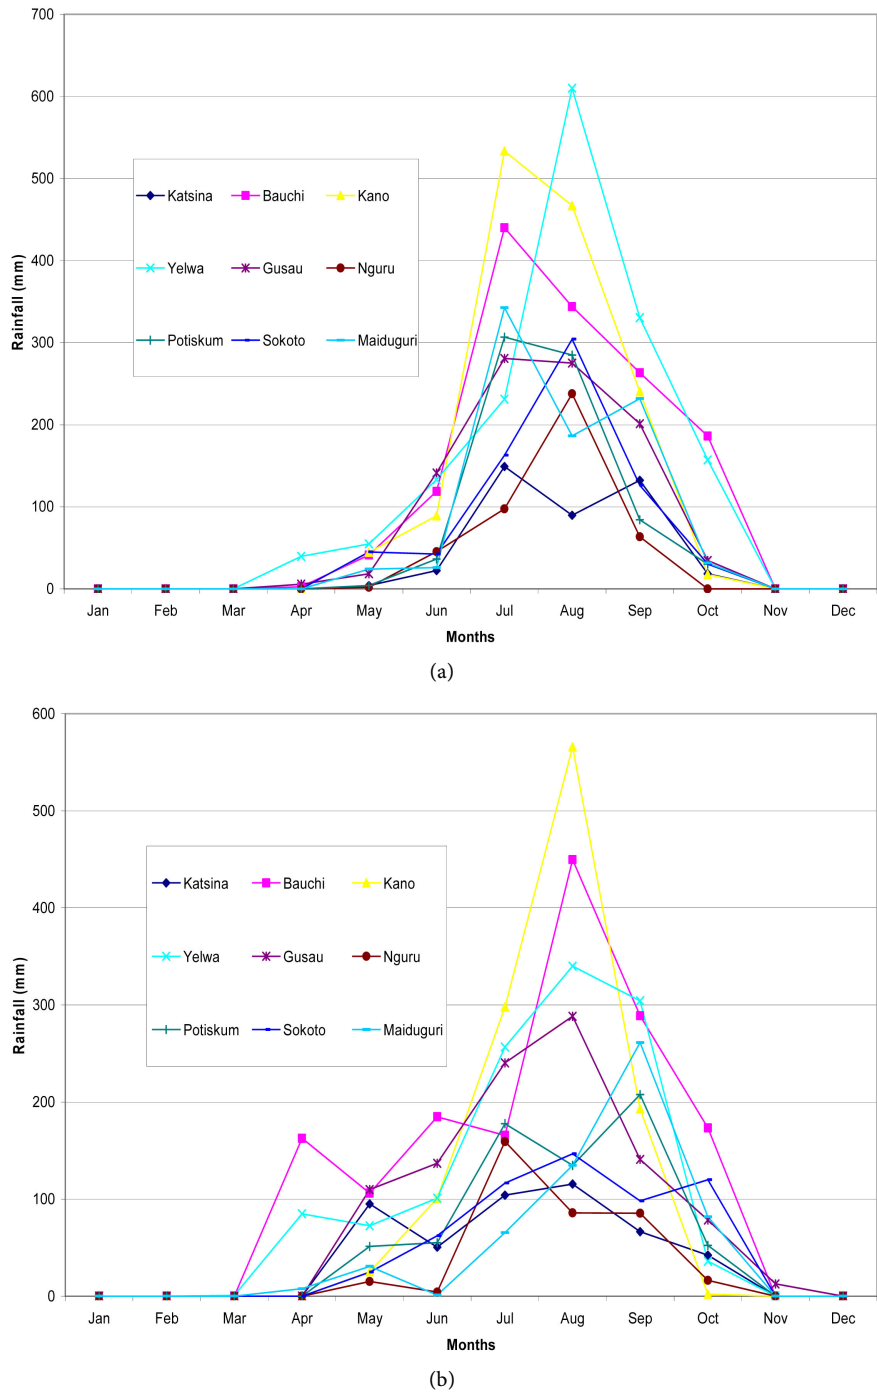 700
600
500
400
300
200
100
0
Rainfall (mm)
Katsina Bauchi Kano
Yelwa Gusau Nguru
Potiskum Sokoto Maiduguri
Jan Feb Mar Apr May Jun Jul Aug Sep Oct Nov Dec
Months
(a)
600
500
400
300
200
100
0
Rainfall (mm)
Katsina Bauchi Kano
Yelwa Gusau Nguru
Potiskum Sokoto Maiduguri
Jan Feb Mar Apr May Jun Jul Aug Sep Oct Nov Dec
Months
(b)